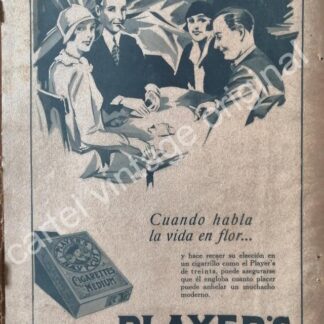 cartel vintage original
Cuando habla
la vida en flor...
y hace recaer su elección en
un cigarrillo como el Player's
de treinta, puede asegurarse
que él engloba cuanto placer
puede anhelar un muchacho
moderno.
CIGARETTES
MEDIUM
PLAYER'S